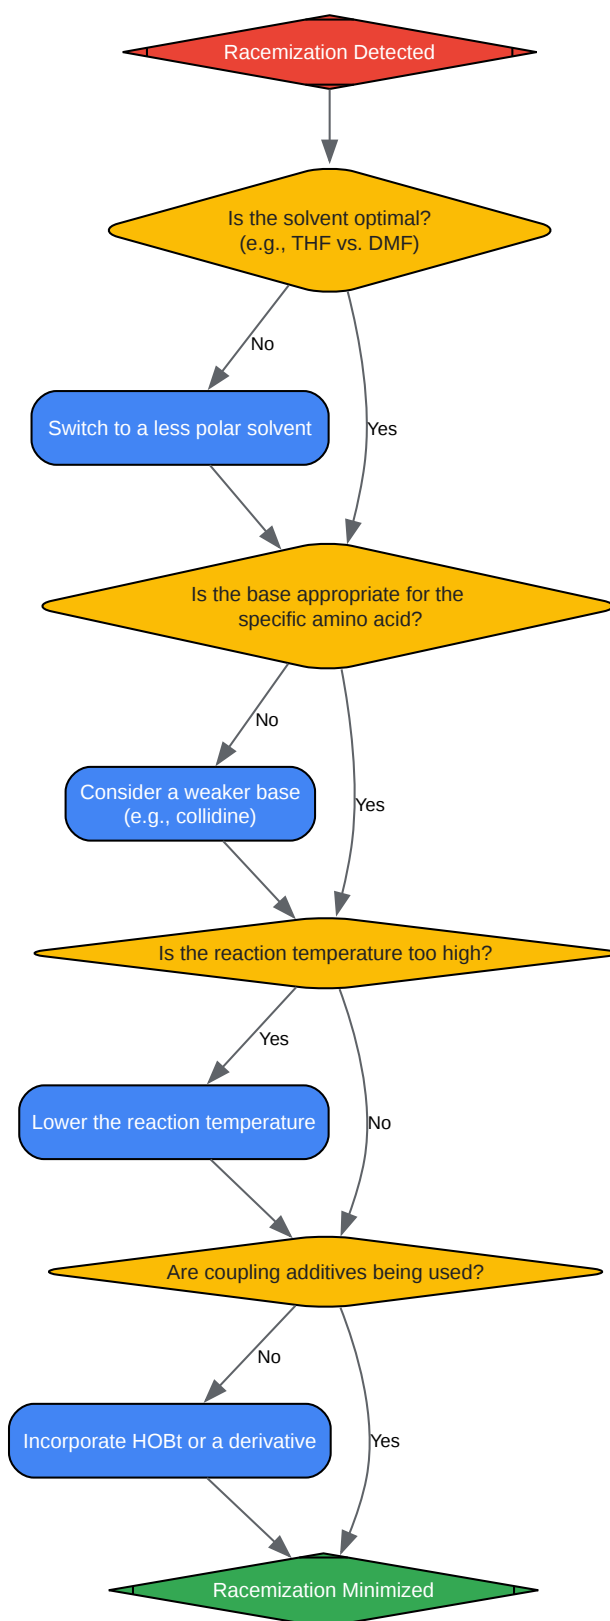 Racemization Detected
Is the solvent optimal?
(e.g., THF vs. DMF)
No
Yes
Switch to a less polar solvent
Is the base appropriate for the
specific amino acid?
No
Yes
Consider a weaker base
(e.g., collidine)
Is the reaction temperature too high?
Yes
No
Lower the reaction temperature
Are coupling additives being used?
No
Yes
Incorporate HOBt or a derivative
Racemization Minimized